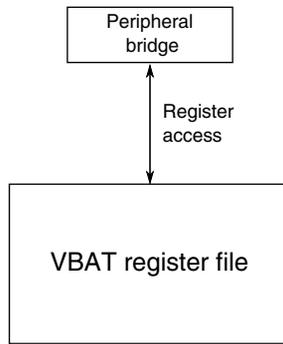 Peripheral
bridge
Register
access
VBAT register file